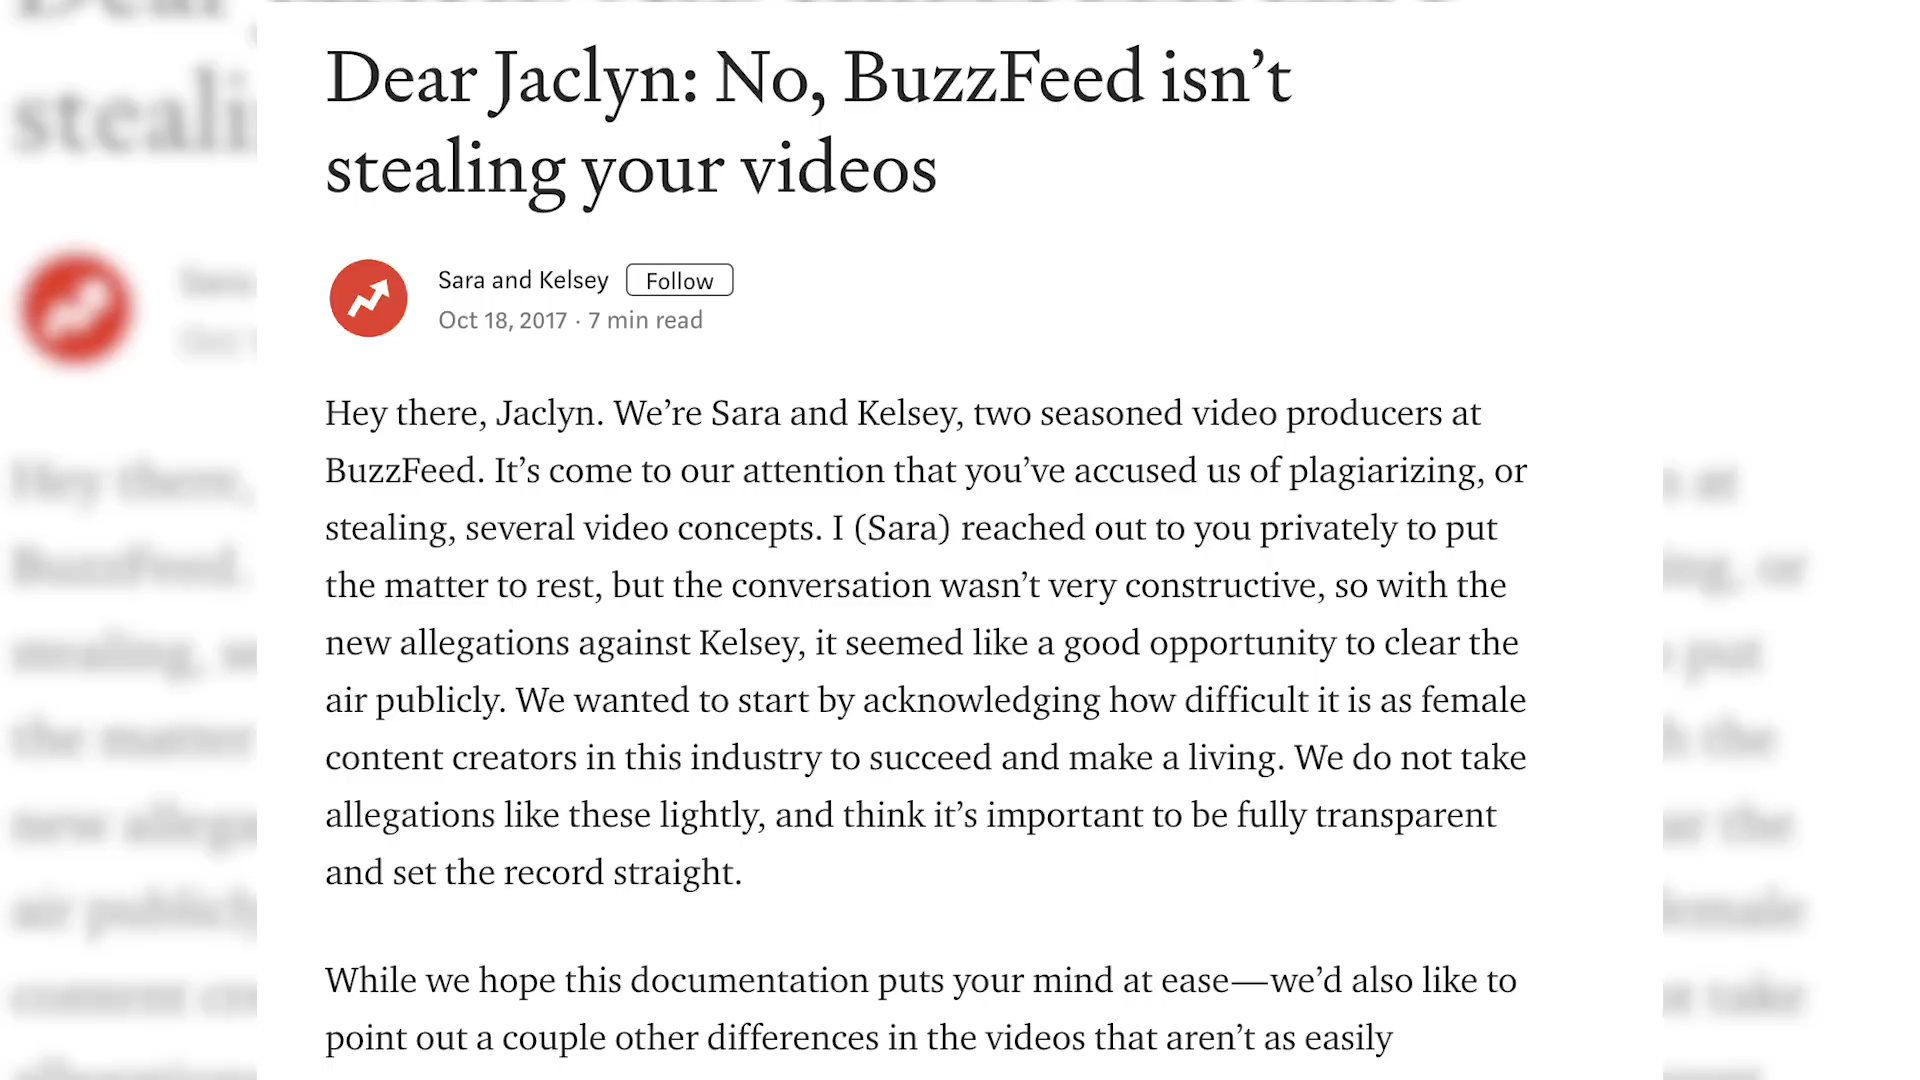 Dear Jaclyn: No, BuzzFeed isn’t
stealing your videos
Sara and Kelsey Follow
Oct 18, 2017 · 7 min read
Hey there, Jaclyn. We’re Sara and Kelsey, two seasoned video producers at
BuzzFeed. It’s come to our attention that you’ve accused us of plagiarizing, or
stealing, several video concepts. I (Sara) reached out to you privately to put
the matter to rest, but the conversation wasn’t very constructive, so with the
new allegations against Kelsey, it seemed like a good opportunity to clear the
air publicly. We wanted to start by acknowledging how difficult it is as female
content creators in this industry to succeed and make a living. We do not take
allegations like these lightly, and think it’s important to be fully transparent
and set the record straight.
While we hope this documentation puts your mind at ease—we’d also like to
point out a couple other differences in the videos that aren’t as easily